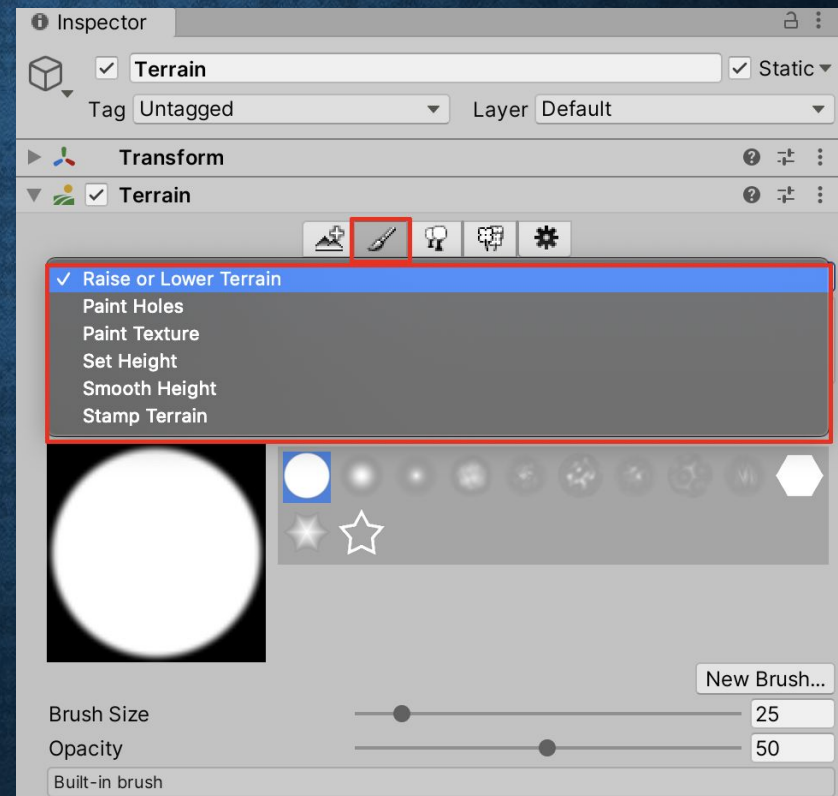 Inspector
Terrain
Static
Tag Untagged Layer Default
Transform
Terrain
✓ Raise or Lower Terrain
Paint Holes
Paint Texture
Set Height
Smooth Height
Stamp Terrain
New Brush...
Brush Size 25
Opacity 50
Built-in brush